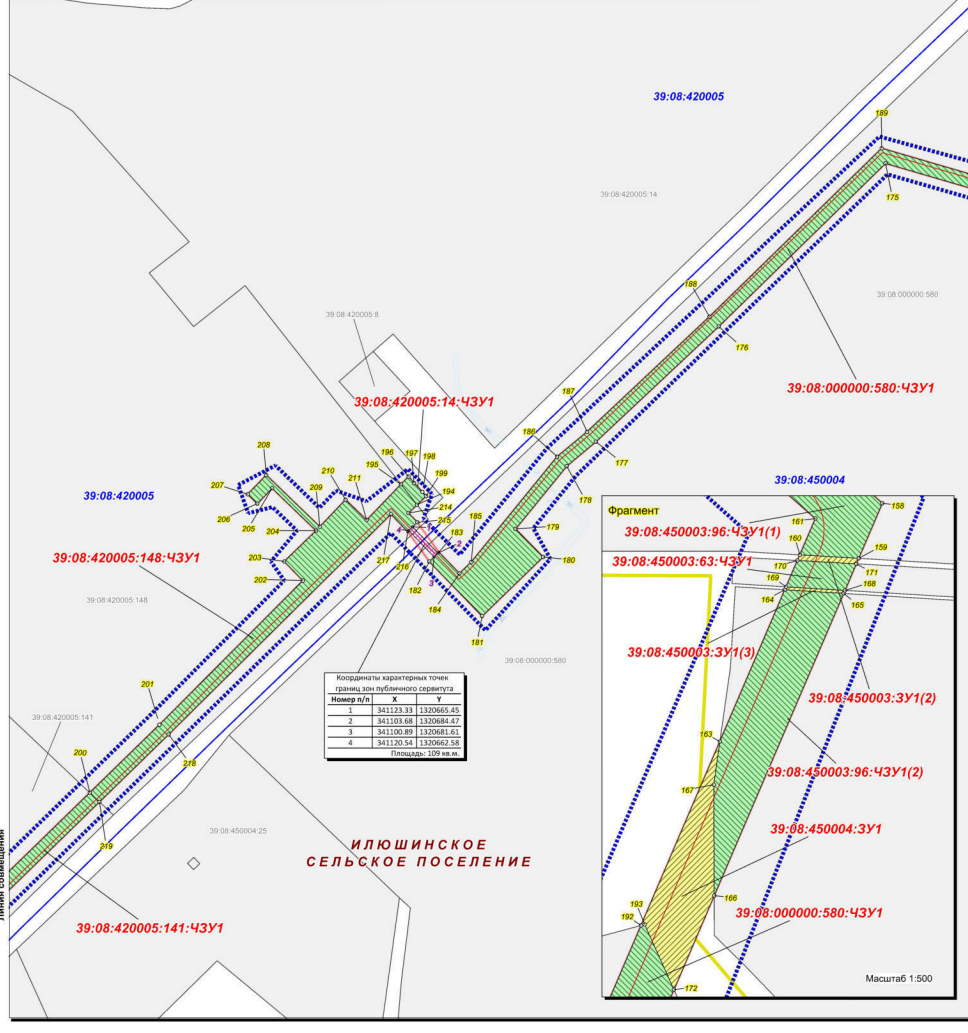 39:08:420005
189
39:08:420005:14
175
188
39:08:000000:580
39:08:420005:8
176
39:08:000000:580:ЧЗУ1
39:08:420005:14:ЧЗУ1
187
186
177
196
197
208
195
198
178
39:08:450004
207
210
199
39:08:420005
211
194
206
209
214
205
204
215
179
1
4
183
185
39:08:420005:148:ЧЗУ1
203
217
216
2
180
202
182
3
184
39:08:420005:148
181
39:08:000000:580
201
39:08:420005:141
218
200
219
39:08:450004:25
Координаты характерных точек
границ зон публичного сервитута
Номер п/п X Y
1 341123.33 1320665.45
2 341103.68 1320684.47
3 341100.89 1320681.61
4 341120.54 1320662.58
Площадь: 109 кв.м.
ИЛЮШИНСКОЕ
СЕЛЬСКОЕ ПОСЕЛЕНИЕ
Линия совмещения
39:08:420005:141:ЧЗУ1
Фрагмент
158
161
39:08:450003:96:ЧЗУ1(1)
160
159
39:08:450003:63:ЧЗУ1
170
171
169
168
164
165
39:08:450003:ЗУ1(3)
39:08:450003:ЗУ1(2)
163
39:08:450003:96:ЧЗУ1(2)
167
39:08:450004:ЗУ1
166
193
192
39:08:000000:580:ЧЗУ1
Масштаб 1:500
172